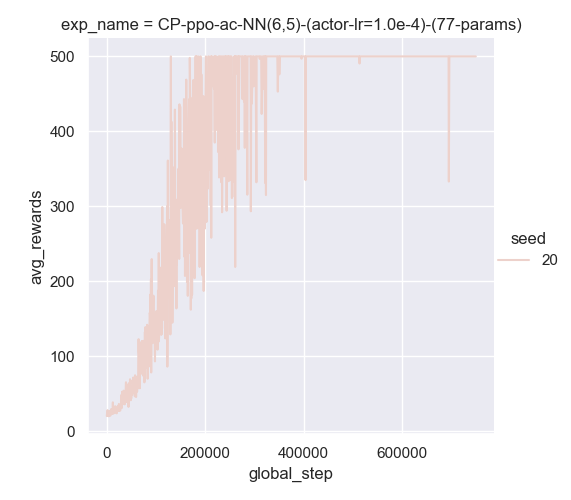 exp_name = CP-ppo-ac-NN(6,5)-(actor-lr=1.0e-4)-(77-params)
500
400
300
200
100
0
avg_rewards
0
200000
400000
600000
global_step
seed
20